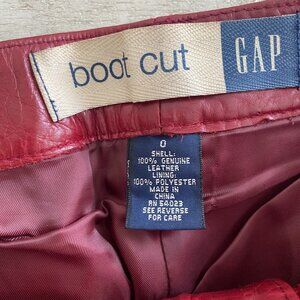 boot cut GAP
0
SHELL:
100% GENUINE
LEATHER
LINING:
100% POLYESTER
MADE IN
CHINA
RN 54023
SEE REVERSE
FOR CARE